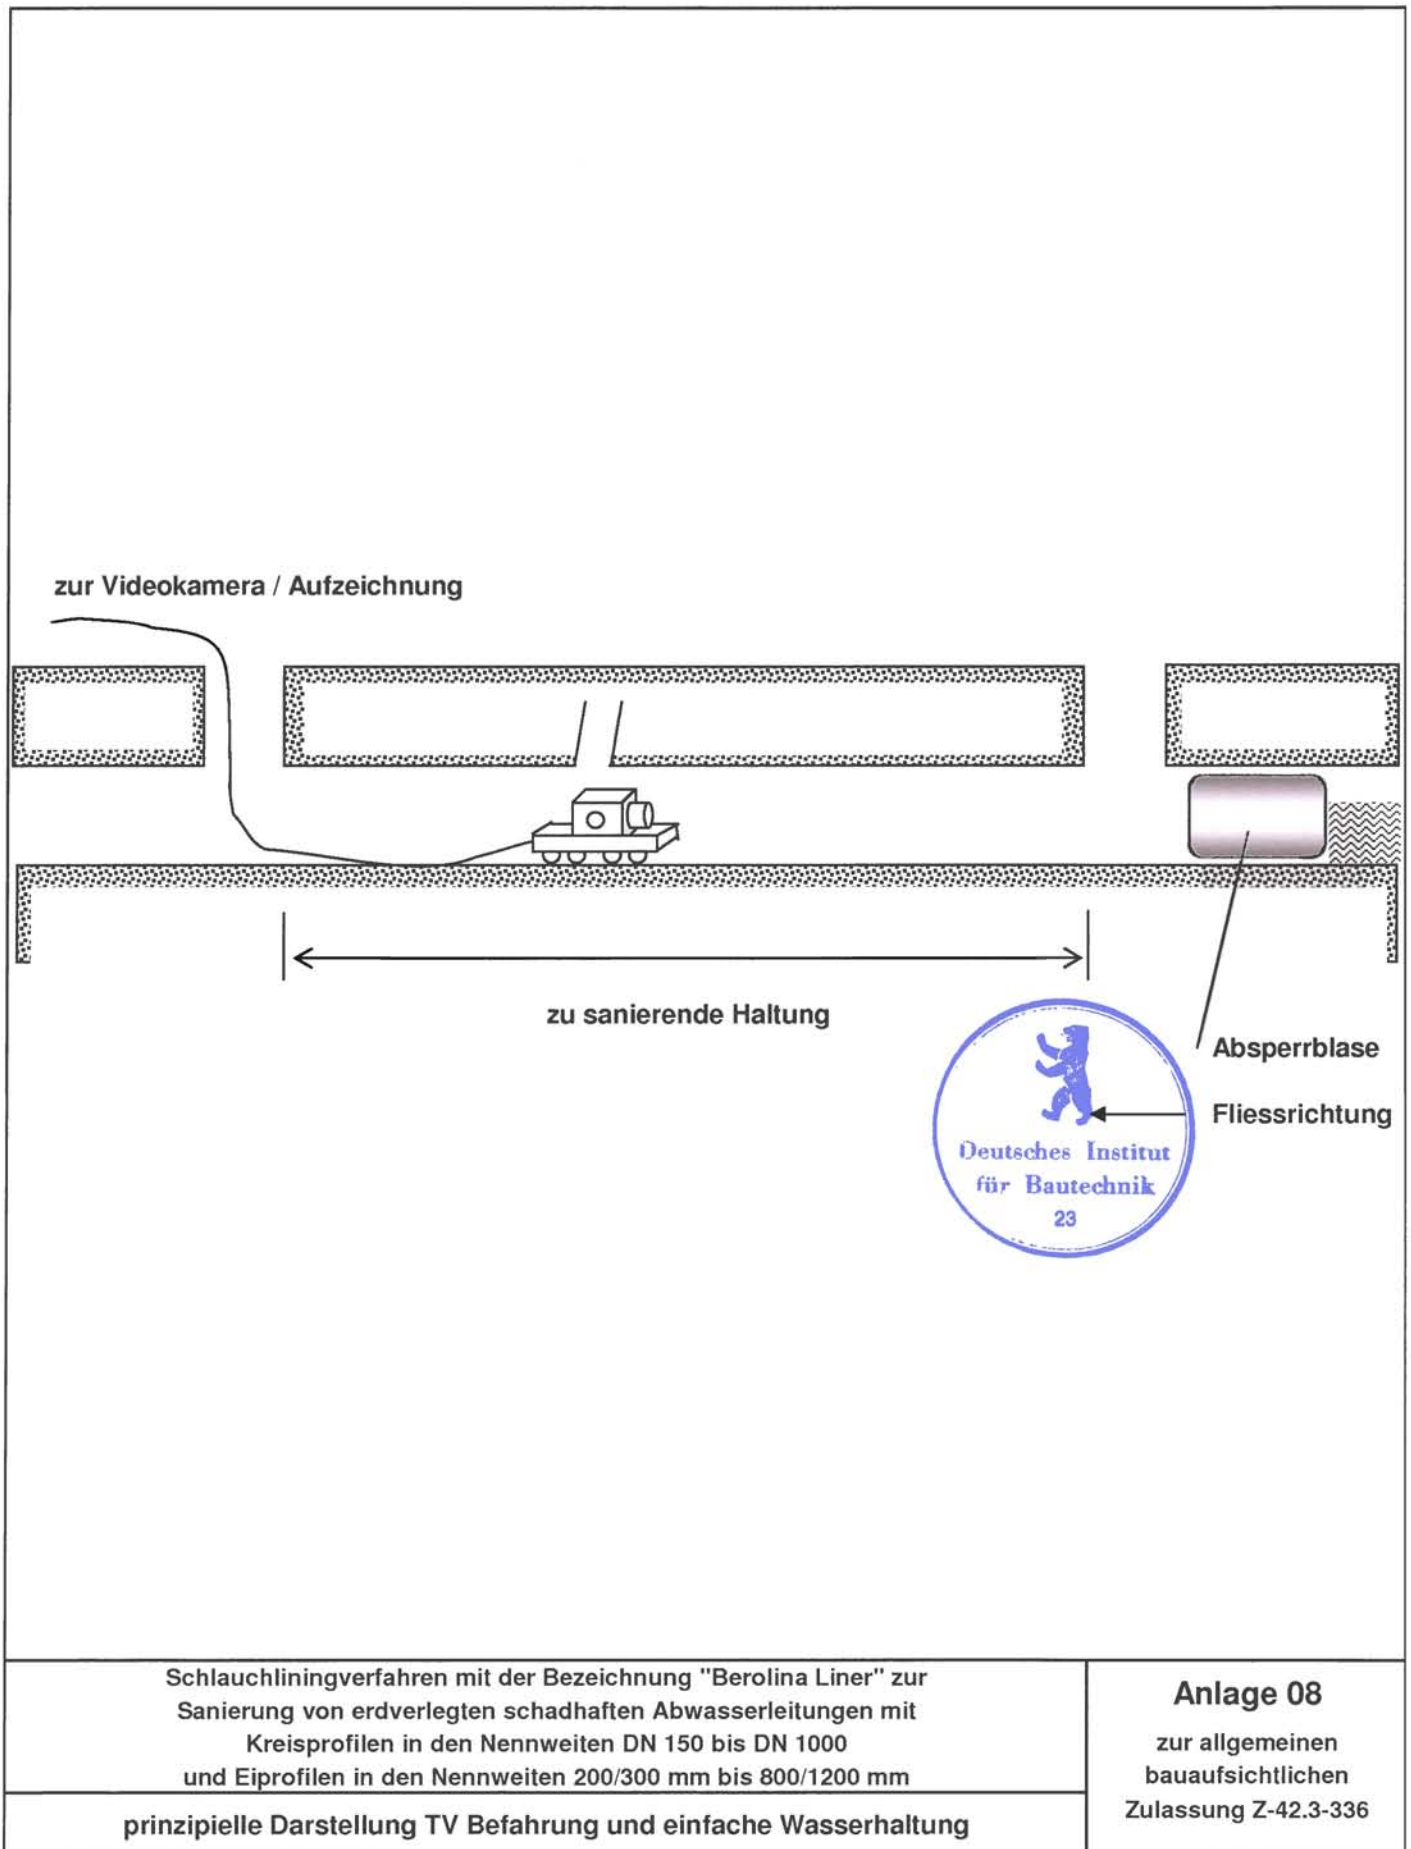 zur Videokamera / Aufzeichnung
zu sanierende Haltung
Absperrblase
Fliessrichtung
Deutsches Institut
für Bautechnik
23
Schlauchliningverfahren mit der Bezeichnung "Berolina Liner" zur
Sanierung von erdverlegten schadhaften Abwasserleitungen mit
Kreisprofilen in den Nennweiten DN 150 bis DN 1000
und Eiprofilen in den Nennweiten 200/300 mm bis 800/1200 mm
prinzipielle Darstellung TV Befahrung und einfache Wasserhaltung
Anlage 08
zur allgemeinen
bauaufsichtlichen
Zulassung Z-42.3-336